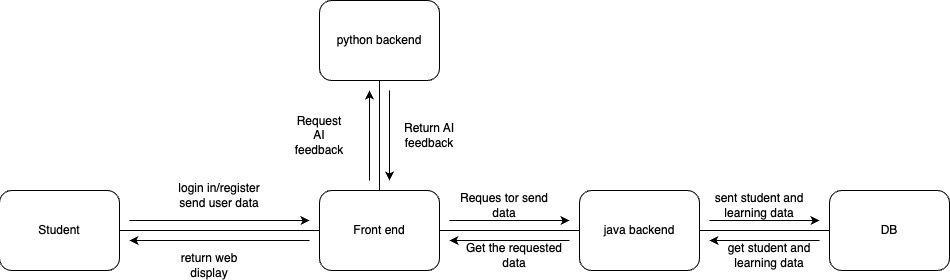 python backend
Request
AI
feedback
Return AI
feedback
login in/register
send user data
Student
return web
display
Front end
Reques tor send
data
Get the requested
data
java backend
sent student and
learning data
get student and
learning data
DB